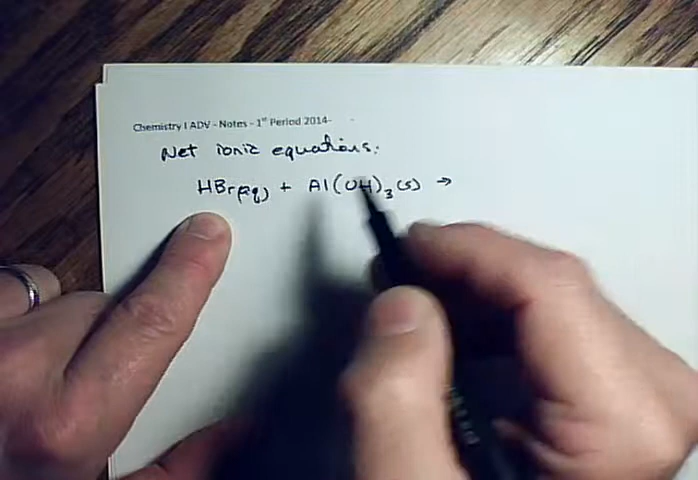 Chemistry I ADV - Notes - 1st Period 2014-
Net ionic equations:
HBr(aq) + Al(OH)3(s) →